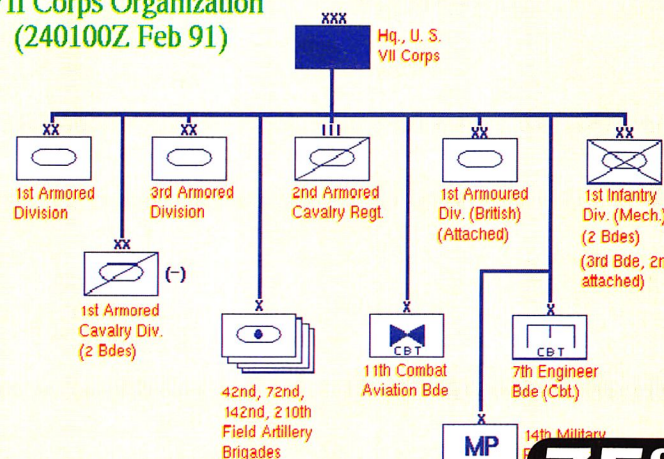 VII Corps Organization
(240100Z Feb 91)
XXX
Hq., U. S.
VII Corps
XX
XX
III
XX
XX
1st Armored
Division
3rd Armored
Division
2nd Armored
Cavalry Regt.
1st Armoured
Div. (British)
(Attached)
1st Infantry
Div. (Mech.)
(2 Bdes)
(3rd Bde,
attached)
XX
(-)
1st Armored
Cavalry Div.
(2 Bdes)
X
42nd, 72nd,
142nd, 210th
Field Artillery
Brigades
X
CBT
11th Combat
Aviation Bde
X
CBT
7th Engineer
Bde (Cbt.)
X
MP
14th Military